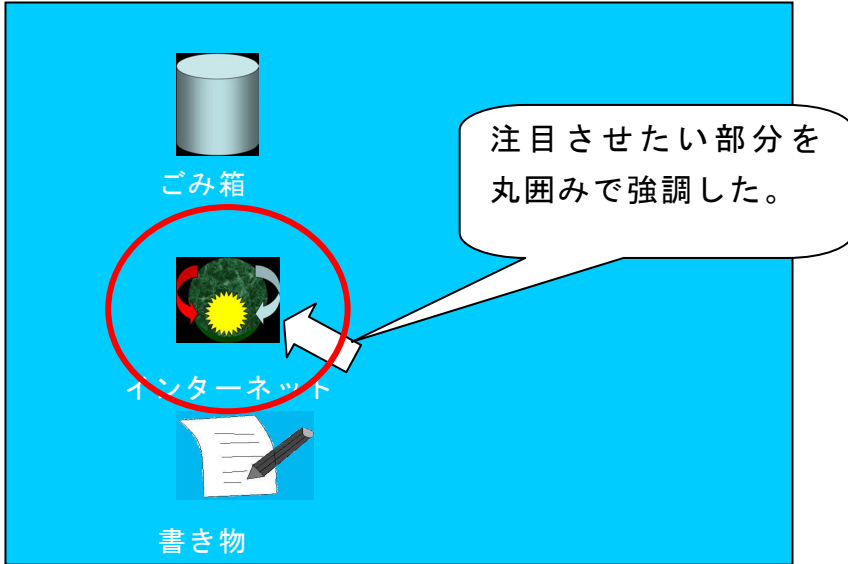 ごみ箱
注目させたい部分を
丸囲みで強調した。
インターネット
書き物